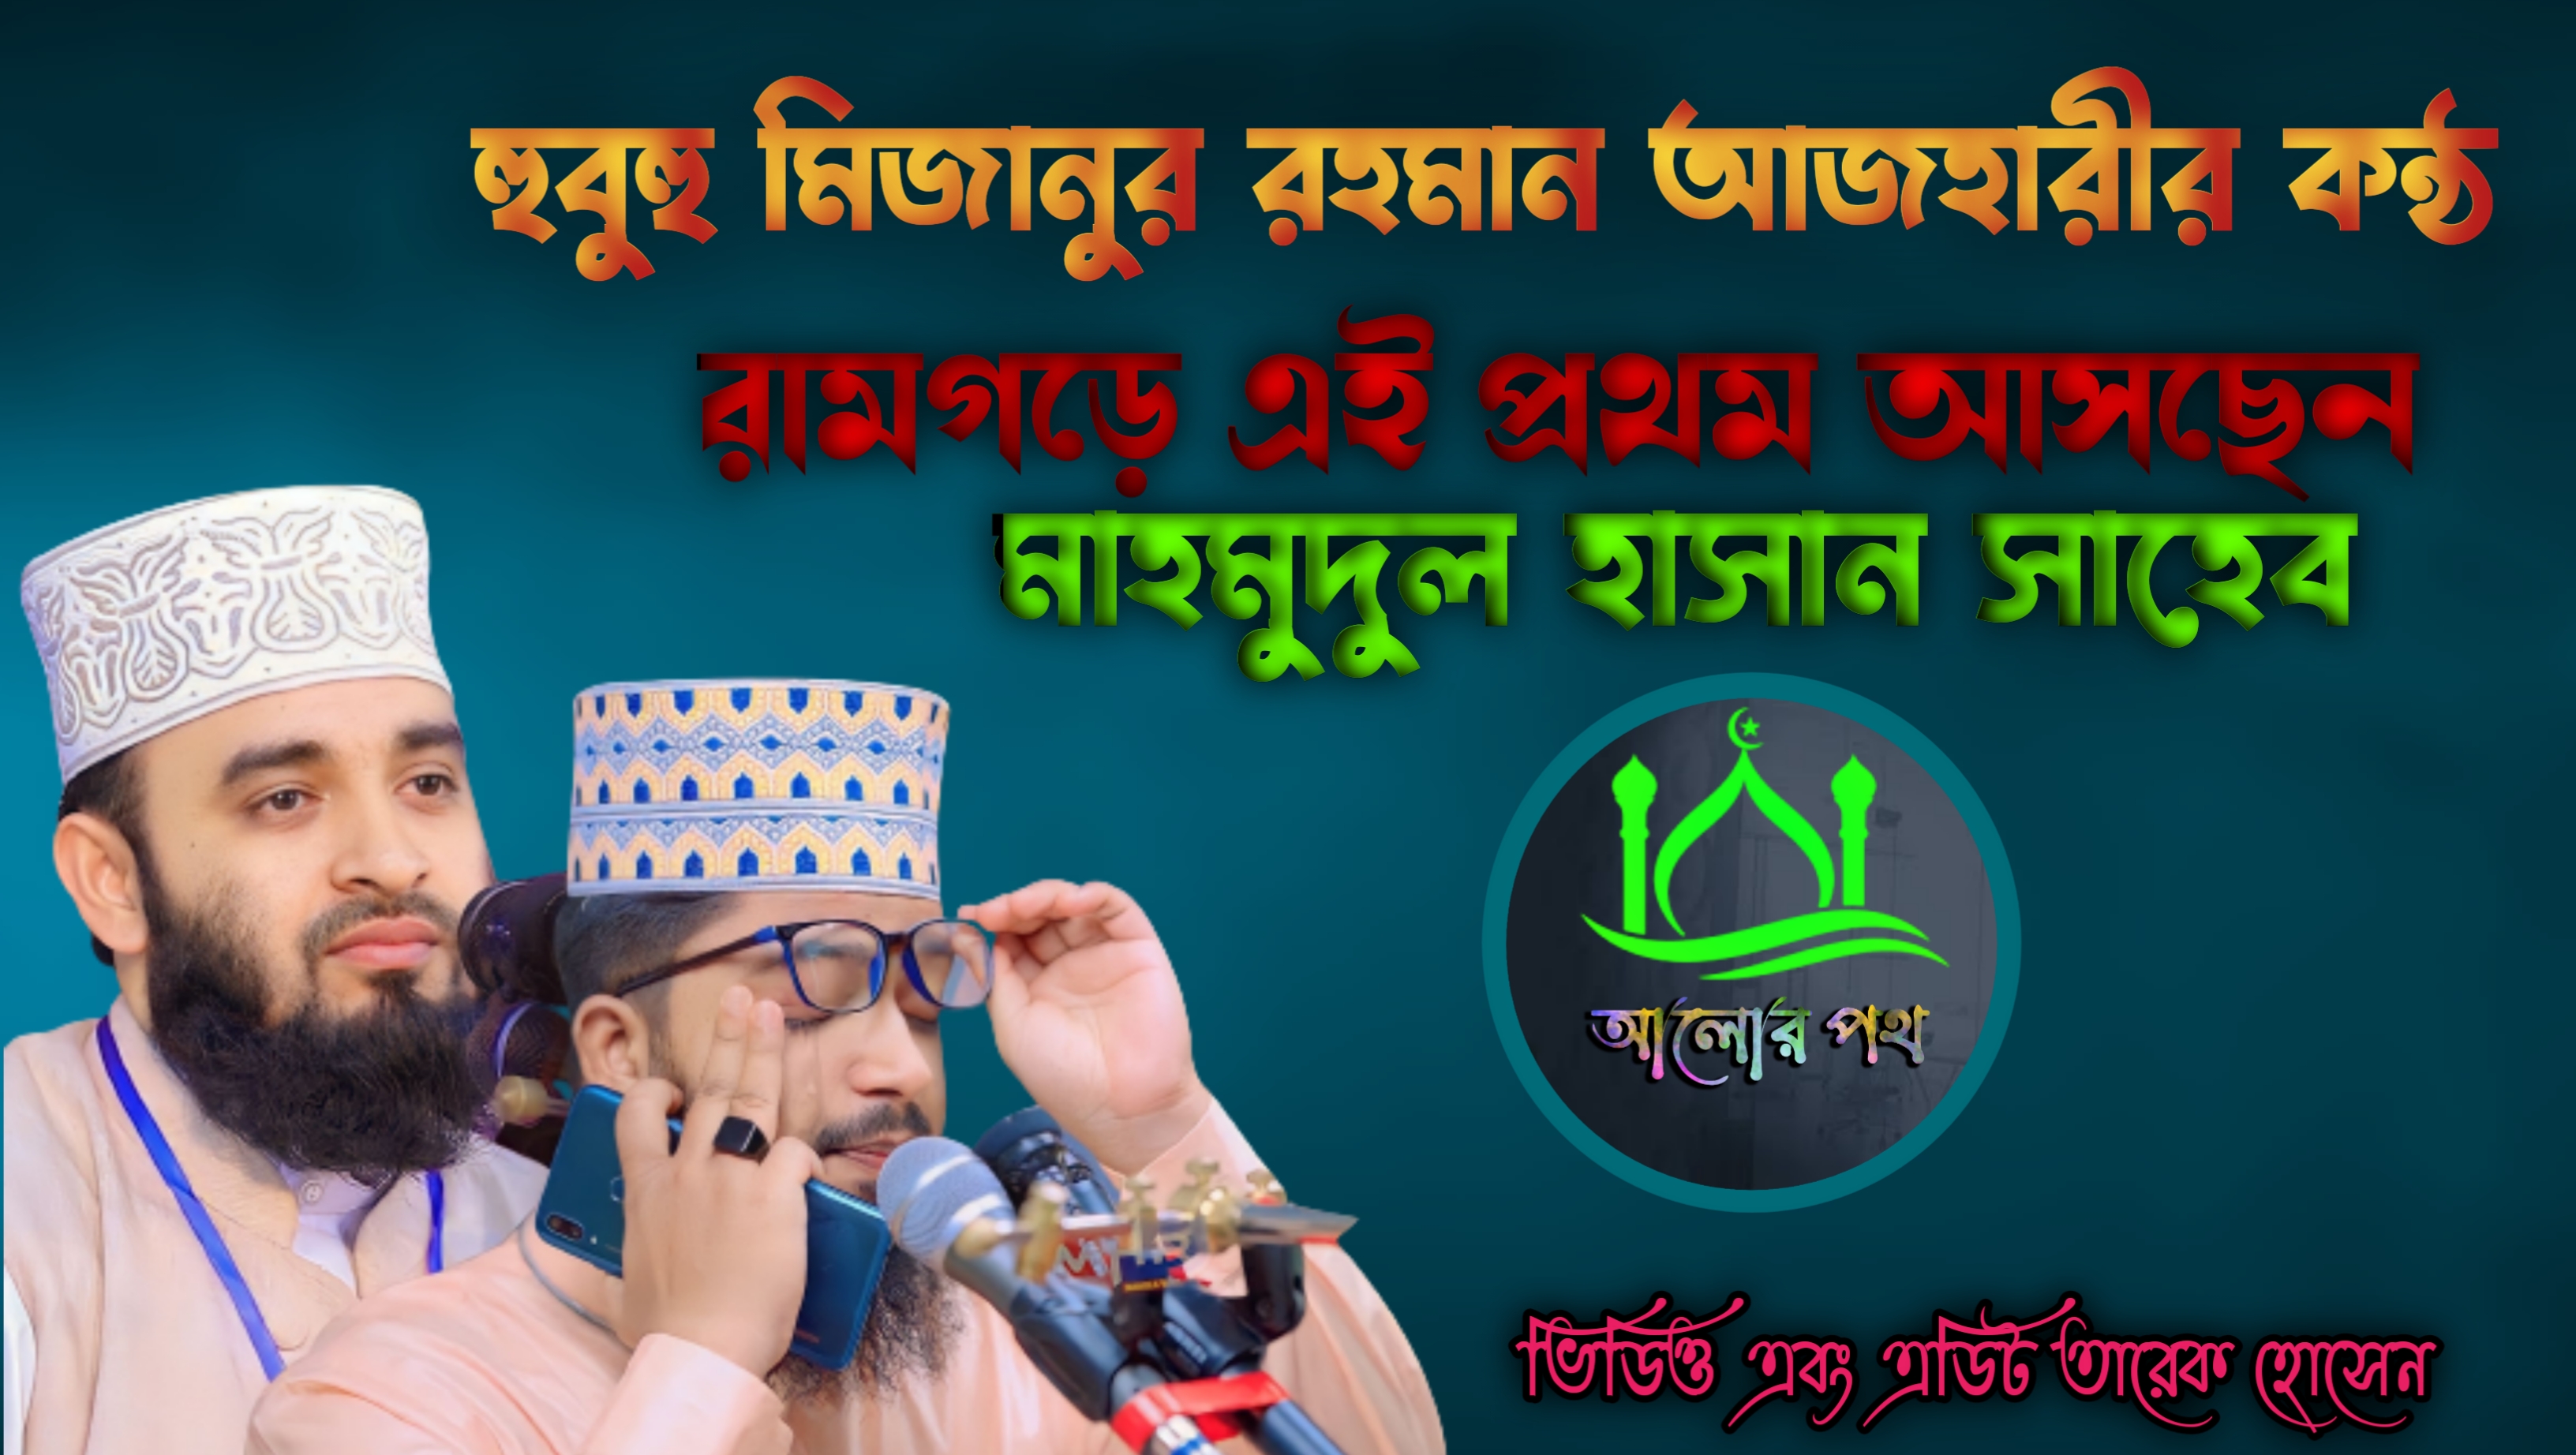 হুবুহু মিজানুর রহমান আজহারীর কন্ঠ
রামগড়ে এই প্রথম আসছেন
মাহমুদুল হাসান সাহেব
আলোর পথ
ভিডিও এবং এডিট তারেক হোসেন